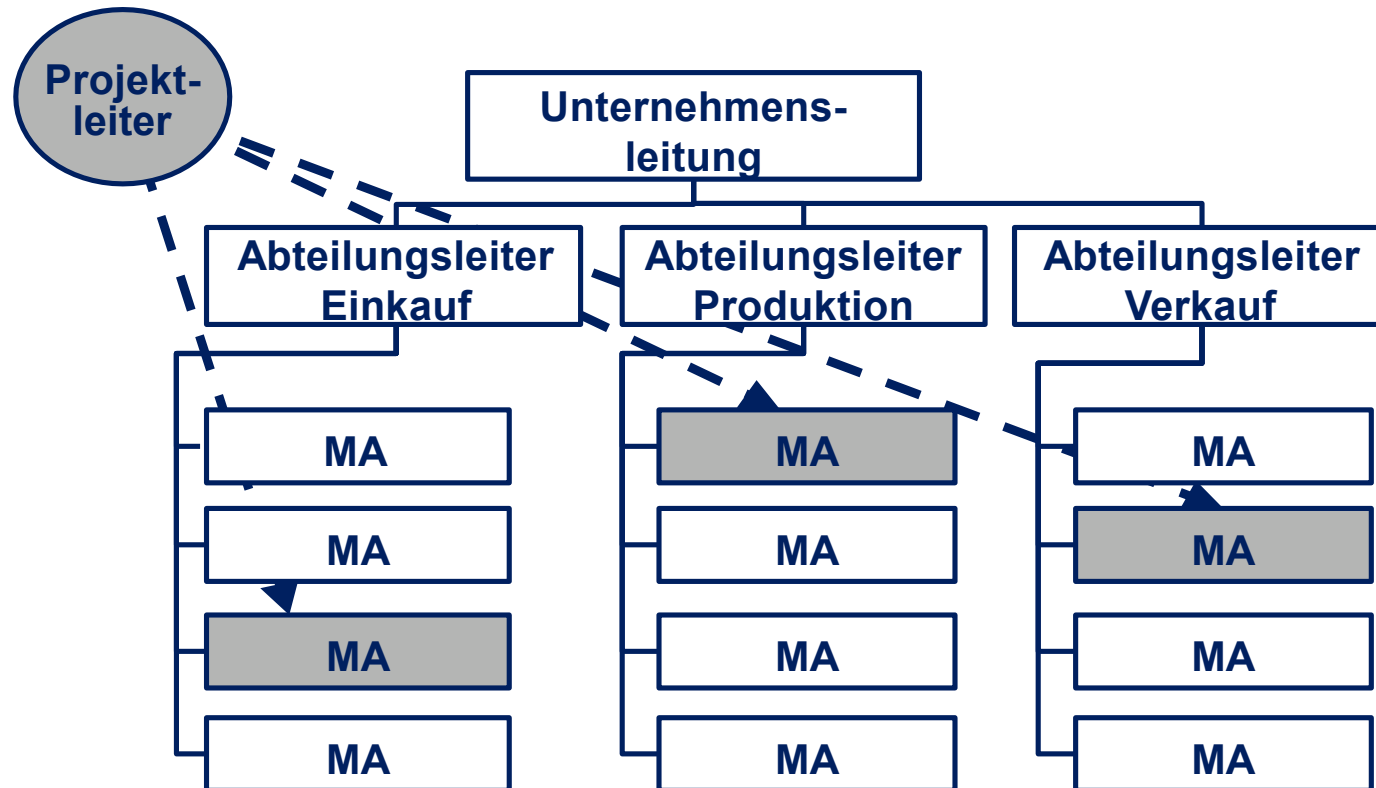 Projekt-
leiter
Unternehmens-
leitung
Abteilungsleiter
Einkauf
Abteilungsleiter
Produktion
Abteilungsleiter
Verkauf
MA
MA
MA
MA
MA
MA
MA
MA
MA
MA
MA
MA